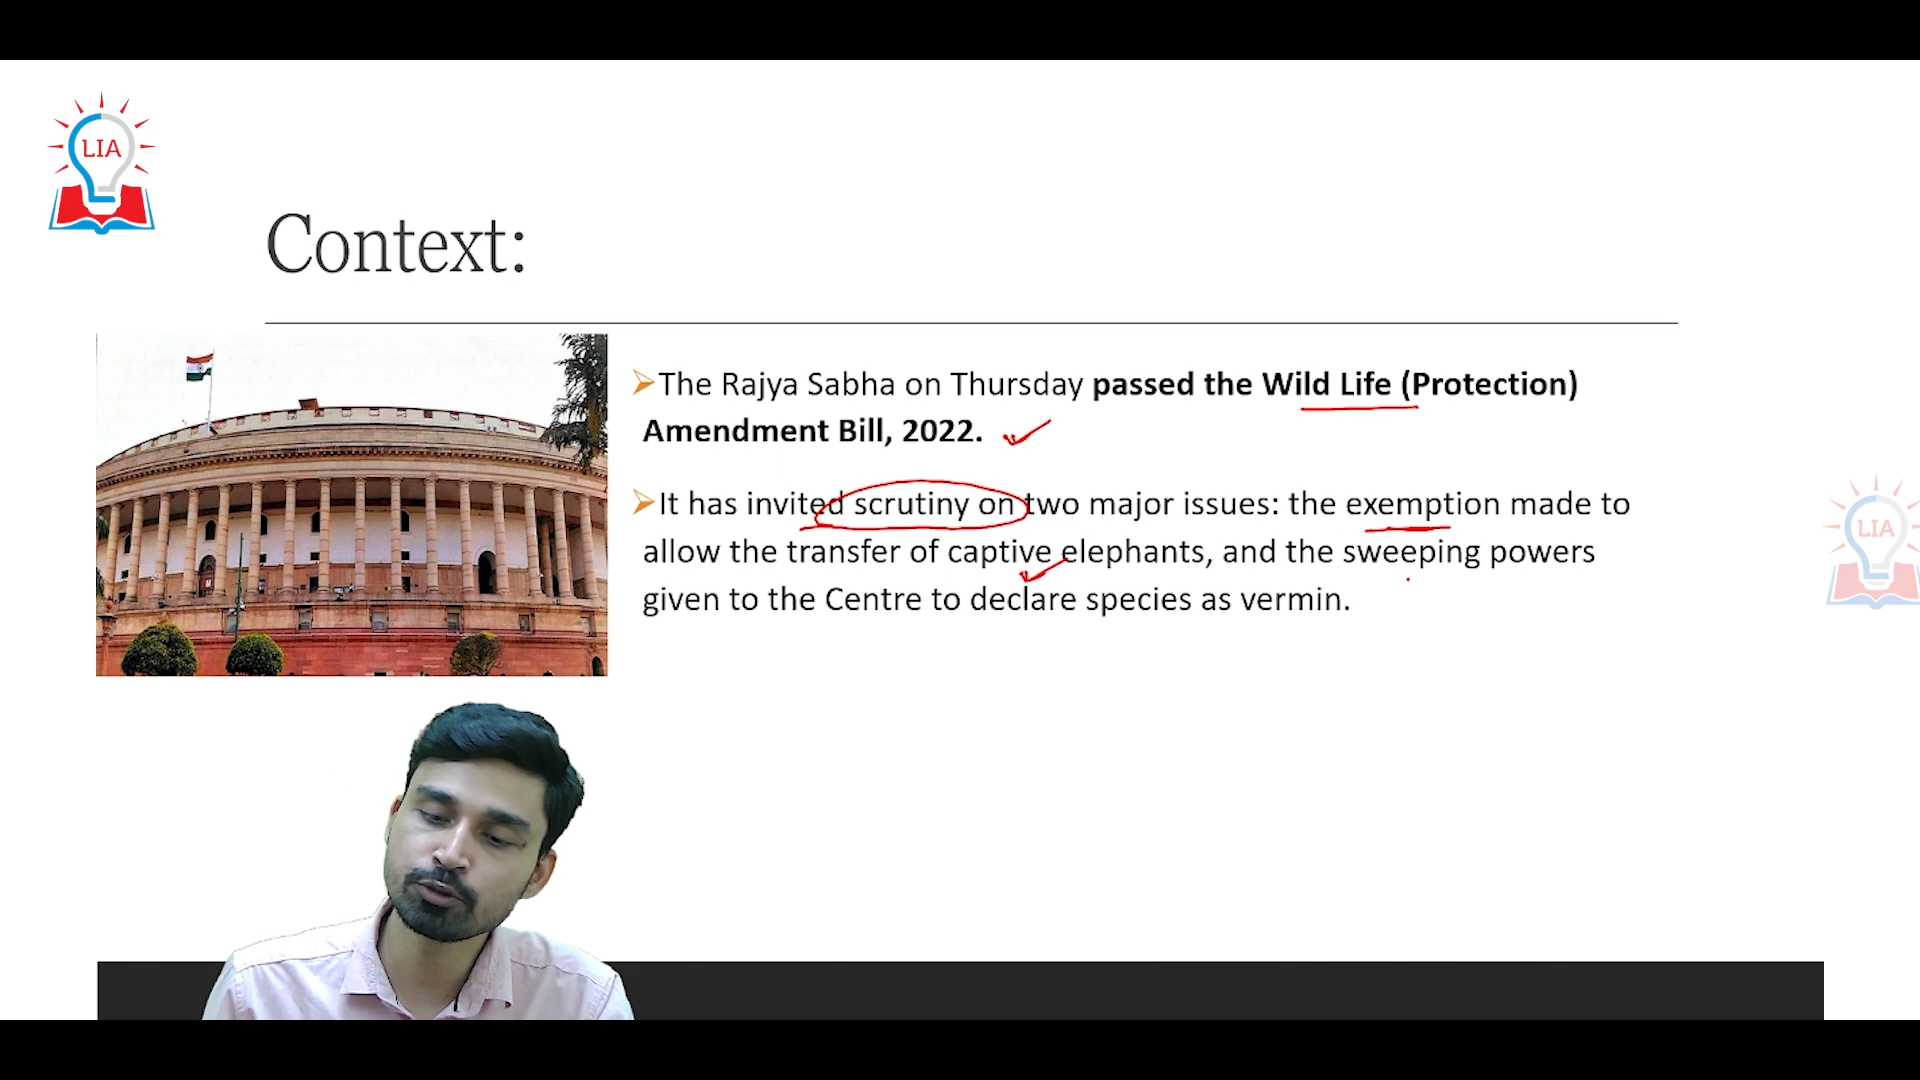 LIA
Context:
➤The Rajya Sabha on Thursday passed the Wild Life (Protection)
Amendment Bill, 2022.
➤It has invited scrutiny on two major issues: the exemption made to
allow the transfer of captive elephants, and the sweeping powers
given to the Centre to declare species as vermin.
LIA